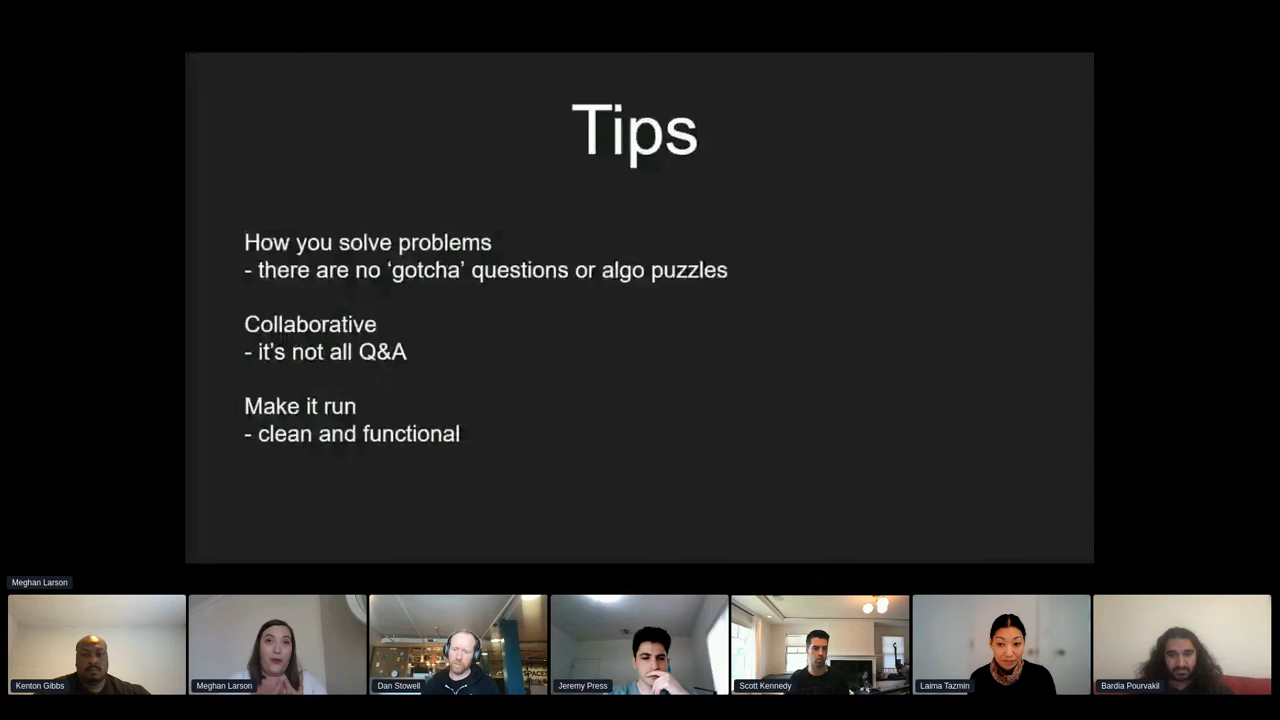 Tips
How you solve problems
- there are no ‘gotcha’ questions or algo puzzles
Collaborative
- it’s not all Q&A
Make it run
- clean and functional
Meghan Larson
Kenton Gibbs
Meghan Larson
Dan Stowell
Jeremy Press
Scott Kennedy
Laima Tazmin
Bardia Pourvakil